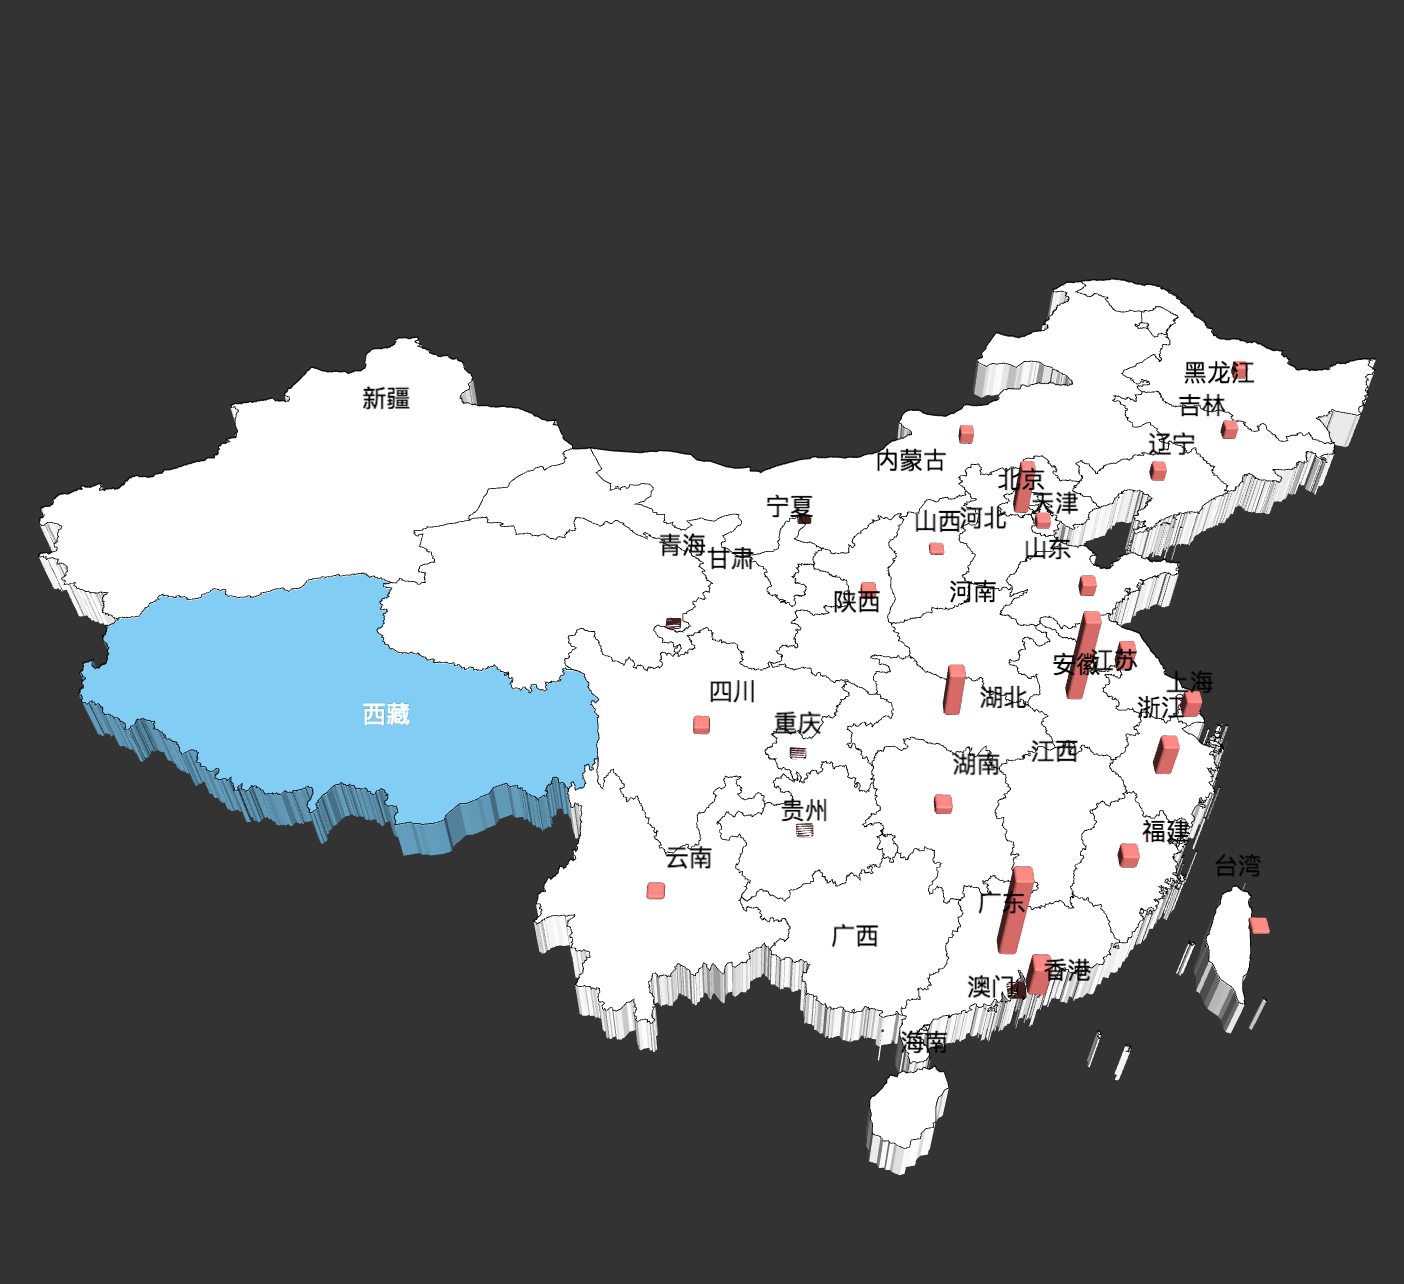 黑龙江
新疆
吉林
辽宁
内蒙古
北京
宁夏
天津
山西
河北
青海
甘肃
山东
河南
陕西
安徽
江苏
上海
四川
湖北
浙江
西藏
重庆
江西
湖南
贵州
福建
云南
台湾
广东
广西
香港
澳门
海南